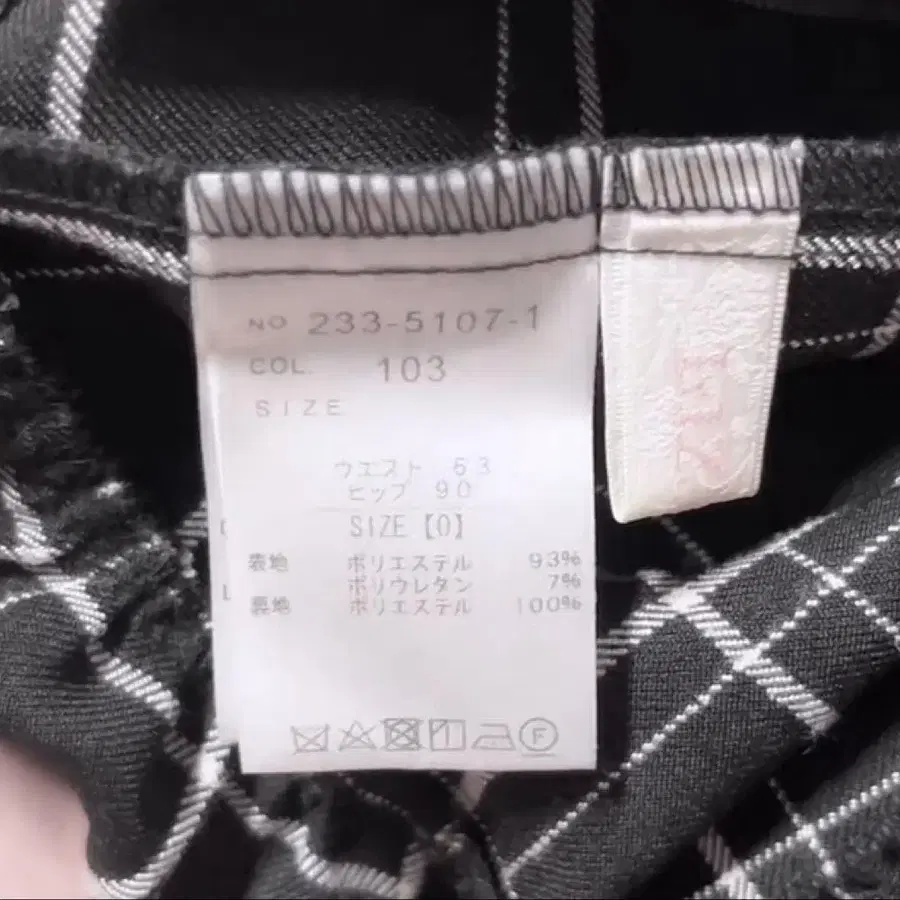 NO 233-5107-1
COL. 103
SIZE
ウエスト 63
ヒップ 90
SIZE【0】
表地 ポリエステル 93%
ポリウレタン 7%
裏地 ポリエステル 100%
F